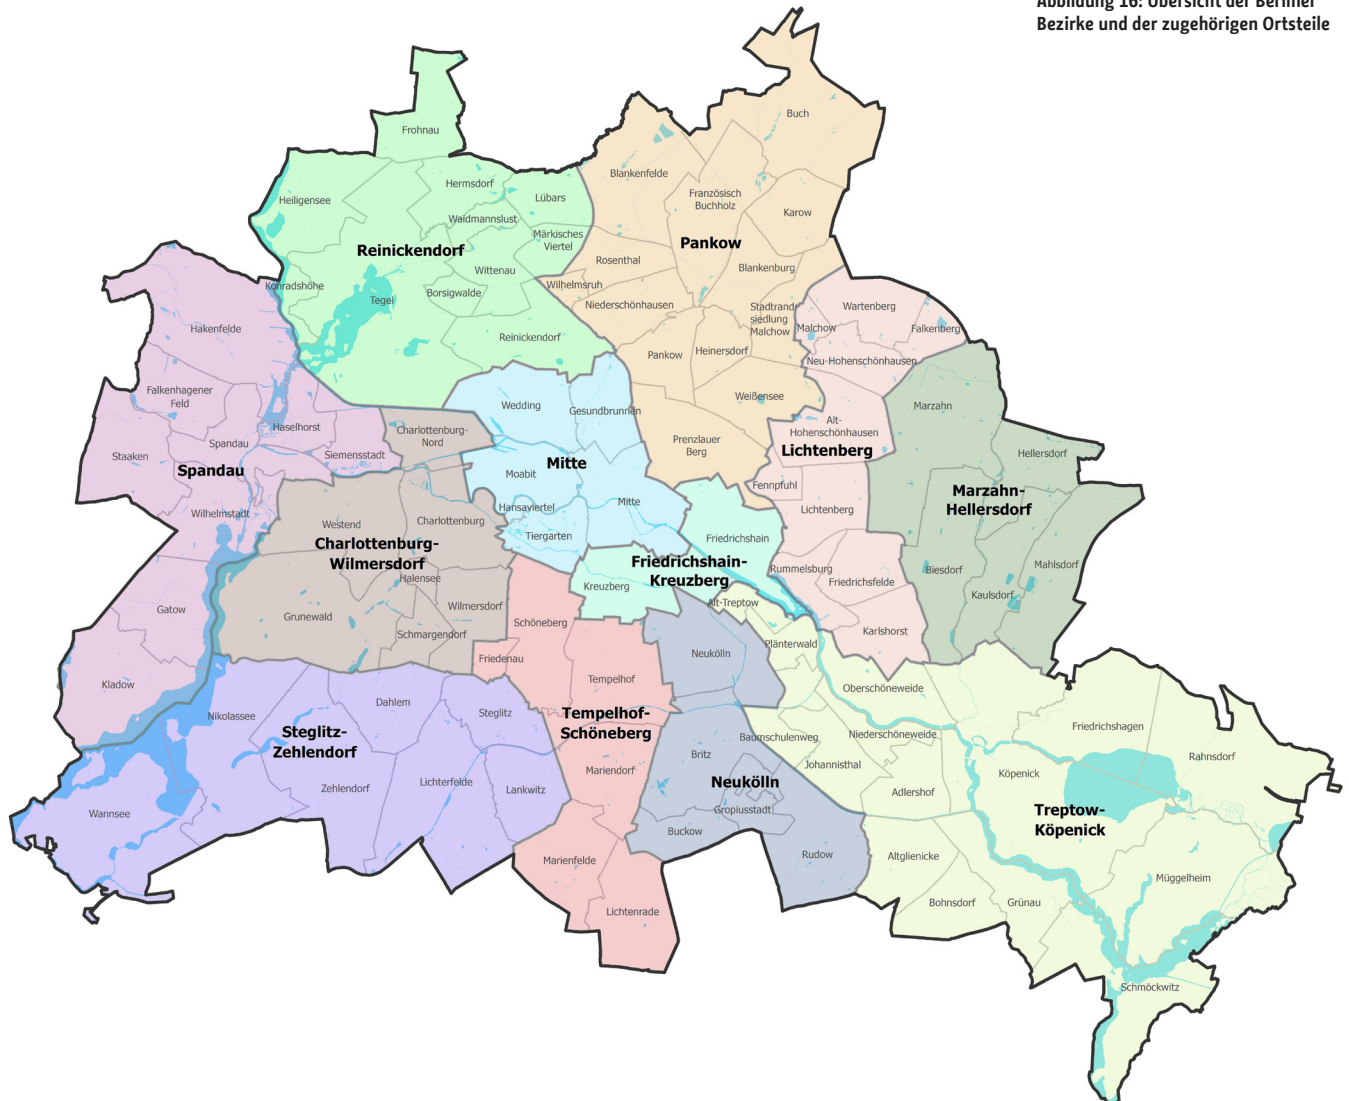 Abbildung 16: Übersicht der Berliner
Bezirke und der zugehörigen Ortsteile
Buch
Frohnau
Blankenfelde
Französisch
Buchholz
Karow
Hermsdorf
Lübars
Heiligensee
Waidmannslust
Märkisches
Viertel
Reinickendorf
Pankow
Rosenthal
Blankenburg
Wittenau
Konradshöhe
Tegel
Borsigwalde
Wilhelmsruh
Niederschönhausen
Stadtrand-
siedlung
Malchow
Wartenberg
Malchow
Falkenberg
Hakenfelde
Reinickendorf
Pankow
Heinersdorf
Neu-Hohenschönhausen
Falkenhagener
Feld
Wedding
Gesundbrunnen
Weißensee
Marzahn
Haselhorst
Charlottenburg-
Nord
Alt-
Hohenschönhausen
Spandau
Staaken
Siemensstadt
Prenzlauer
Berg
Lichtenberg
Hellersdorf
Spandau
Moabit
Mitte
Fennpfuhl
Marzahn-
Hellersdorf
Wilhelmstadt
Hansaviertel
Mitte
Lichtenberg
Westend
Charlottenburg
Tiergarten
Friedrichshain
Charlottenburg-
Wilmersdorf
Friedrichshain-
Kreuzberg
Halensee
Kreuzberg
Rummelsburg
Friedrichsfelde
Biesdorf
Mahlsdorf
Kaulsdorf
Gatow
Grunewald
Wilmersdorf
Alt-Treptow
Schmargendorf
Schöneberg
Karlshorst
Plänterwald
Friedenau
Neukölln
Kladow
Tempelhof
Oberschöneweide
Nikolassee
Dahlem
Steglitz
Steglitz-
Zehlendorf
Tempelhof-
Schöneberg
Friedrichshagen
Baumschulenweg
Niederschöneweide
Rahnsdorf
Britz
Johannisthal
Mariendorf
Köpenick
Zehlendorf
Lichterfelde
Lankwitz
Neukölln
Adlershof
Wannsee
Gropiusstadt
Treptow-
Köpenick
Buckow
Marienfelde
Rudow
Altglienicke
Müggelheim
Bohnsdorf
Grünau
Lichtenrade
Schmöckwitz